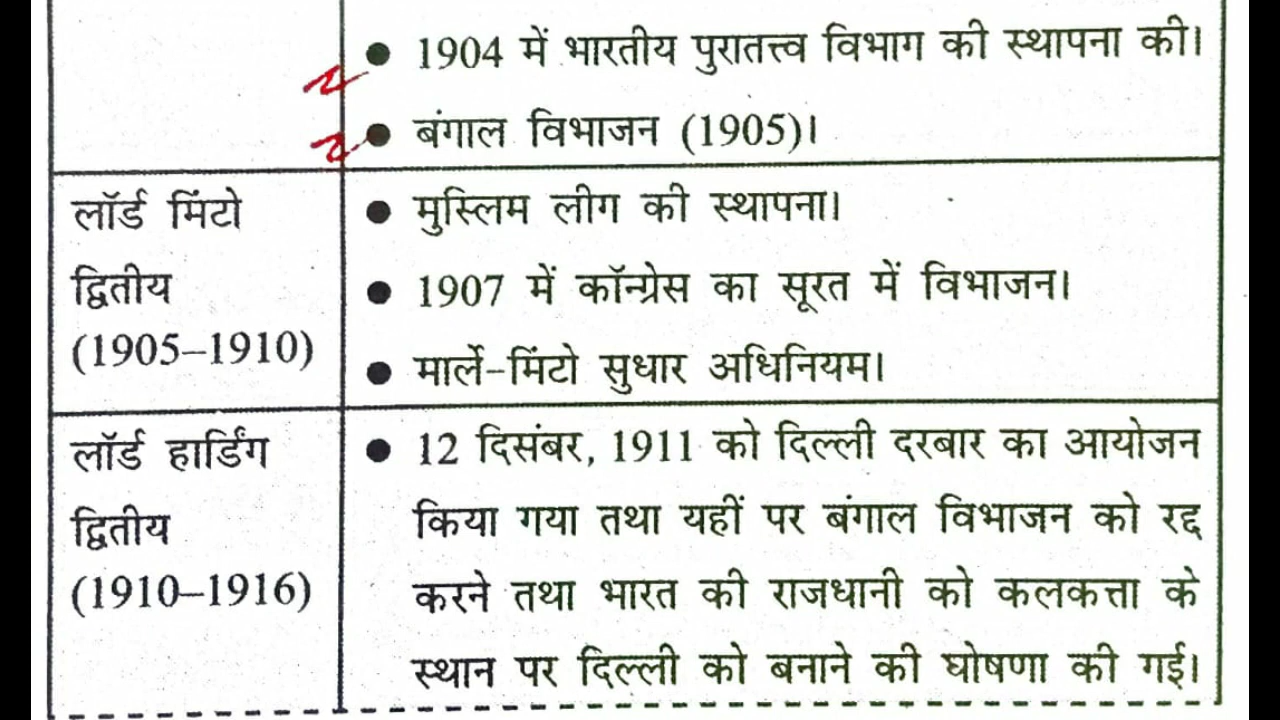 1904 में भारतीय पुरातत्त्व विभाग की स्थापना की।
बंगाल विभाजन (1905)।
लॉर्ड मिंटो
द्वितीय
(1905–1910)
मुस्लिम लीग की स्थापना।
1907 में कॉन्ग्रेस का सूरत में विभाजन।
मार्ले-मिंटो सुधार अधिनियम।
लॉर्ड हार्डिंग
द्वितीय
(1910–1916)
12 दिसंबर, 1911 को दिल्ली दरबार का आयोजन
किया गया तथा यहीं पर बंगाल विभाजन को रद्द
करने तथा भारत की राजधानी को कलकत्ता के
स्थान पर दिल्ली को बनाने की घोषणा की गई।